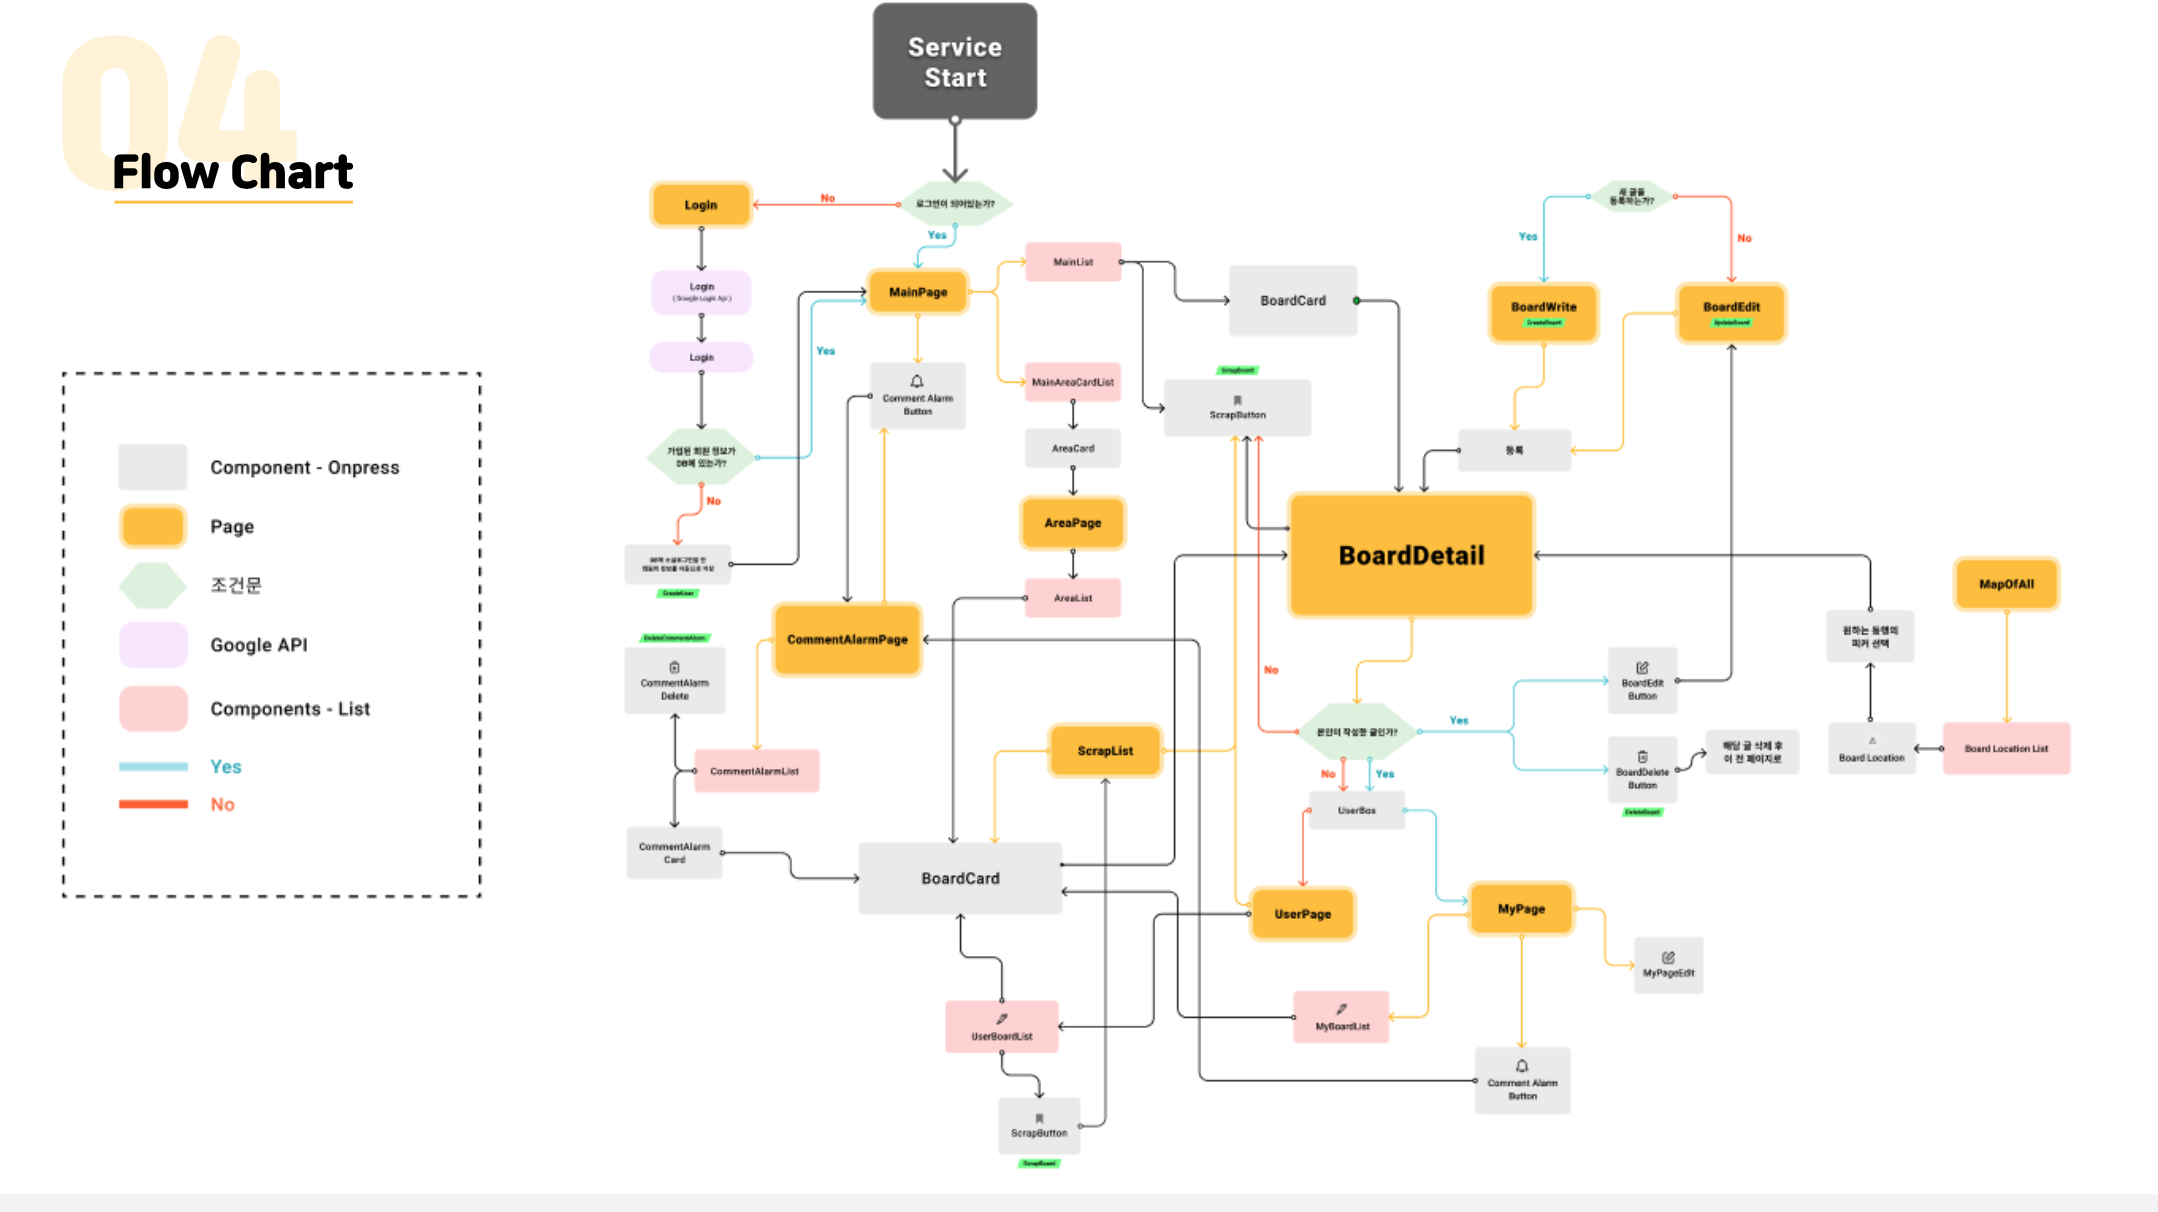 04
Flow Chart
Component - Onpress
Page
조건문
Google API
Components - List
Yes
No
Service
Start
로그인이 되어있는가?
No
Yes
Login
Login
( Google Login Api )
Login
가입된 회원 정보가
DB에 있는가?
Yes
No
CreateUser
MainPage
Comment Alarm
Button
MainList
MainAreaCardList
AreaCard
AreaPage
AreaList
BoardCard
ScrapBoard
ScrapButton
CommentAlarmPage
DeleteCommentAlarm
CommentAlarm
Delete
CommentAlarmList
CommentAlarm
Card
ScrapList
BoardCard
UserBoardList
ScrapButton
ScrapBoard
새 글을
등록하는가?
Yes
No
BoardWrite
CreateBoard
BoardEdit
UpdateBoard
등록
BoardDetail
No
본인이 작성한 글인가?
Yes
No
Yes
UserBox
BoardEdit
Button
BoardDelete
Button
DeleteBoard
해당 글 삭제 후
이 전 페이지로
원하는 동행의
피커 선택
Board Location
MapOfAll
Board Location List
UserPage
MyPage
MyPageEdit
MyBoardList
Comment Alarm
Button